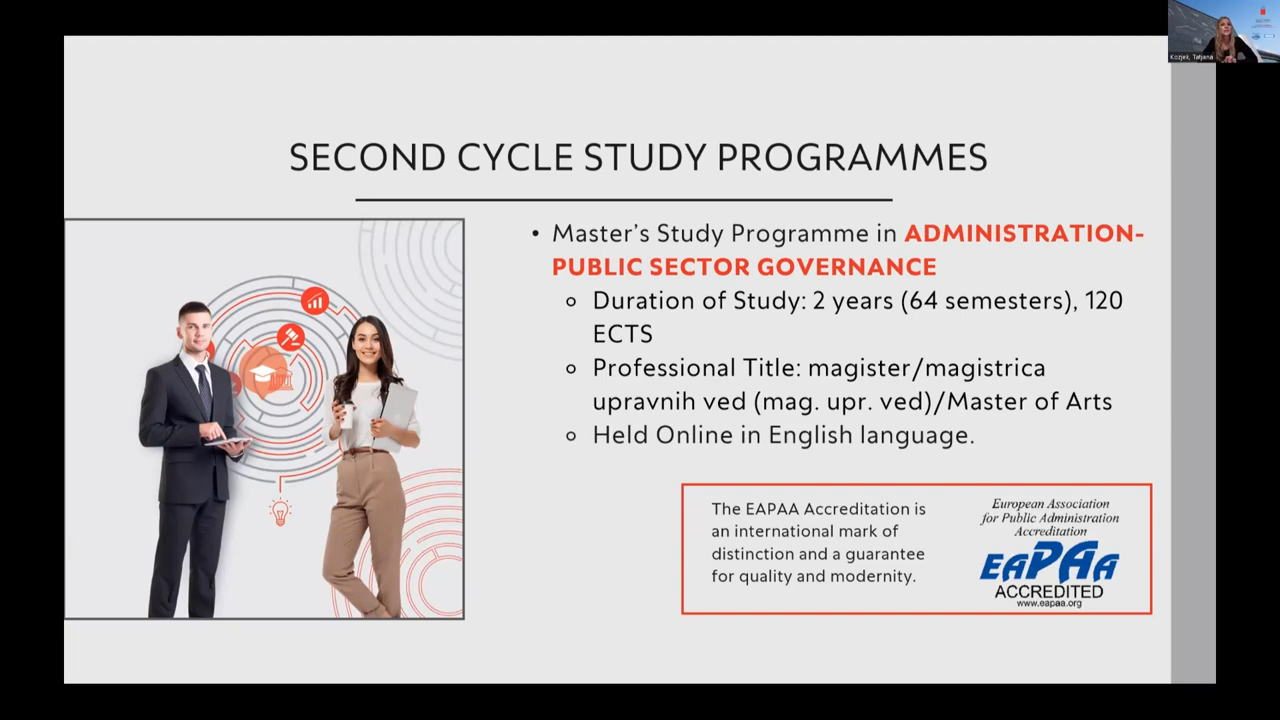 Kozjek, Tatjana
SECOND CYCLE STUDY PROGRAMMES
• Master's Study Programme in ADMINISTRATION-
PUBLIC SECTOR GOVERNANCE
Duration of Study: 2 years (64 semesters), 120
ECTS
Professional Title: magister/magistrica
upravnih ved (mag. upr. ved)/Master of Arts
Held Online in English language.
The EAPAA Accreditation is
an international mark of
distinction and a guarantee
for quality and modernity.
European Association
for Public Administration
Accreditation
EAPAA
ACCREDITED
www.eapaa.org